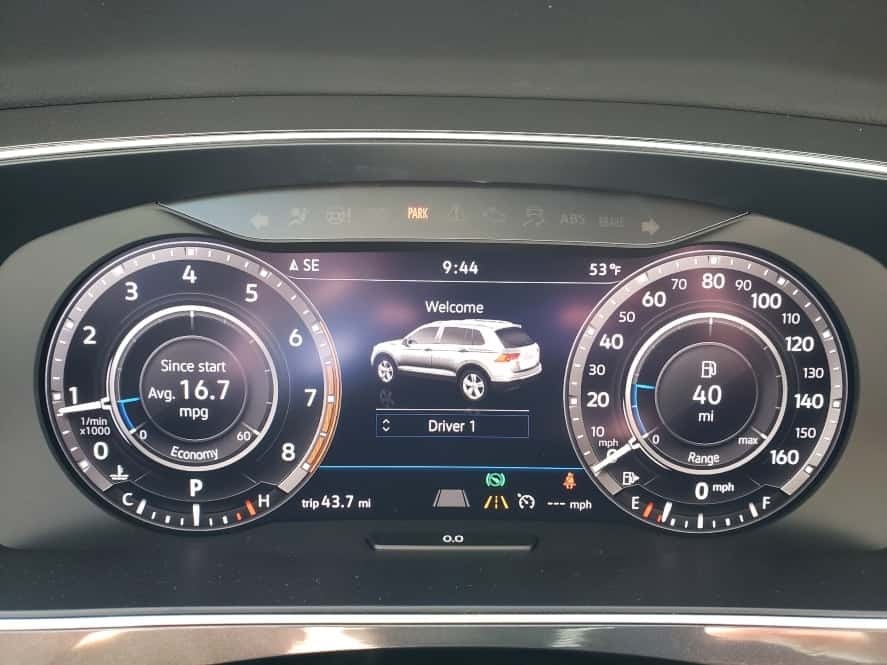 PARK
ABS
BRAKE
SE
9:44
53 °F
Welcome
Driver 1
0
1
2
3
4
5
6
7
8
1/min
x1000
Since start
Avg. 16.7
mpg
0
60
Economy
P
C
H
trip 43.7 mi
--- mph
0.0
0
10
mph
20
30
40
50
60
70
80
90
100
110
120
130
140
150
160
40
mi
0
max
Range
0 mph
E
F